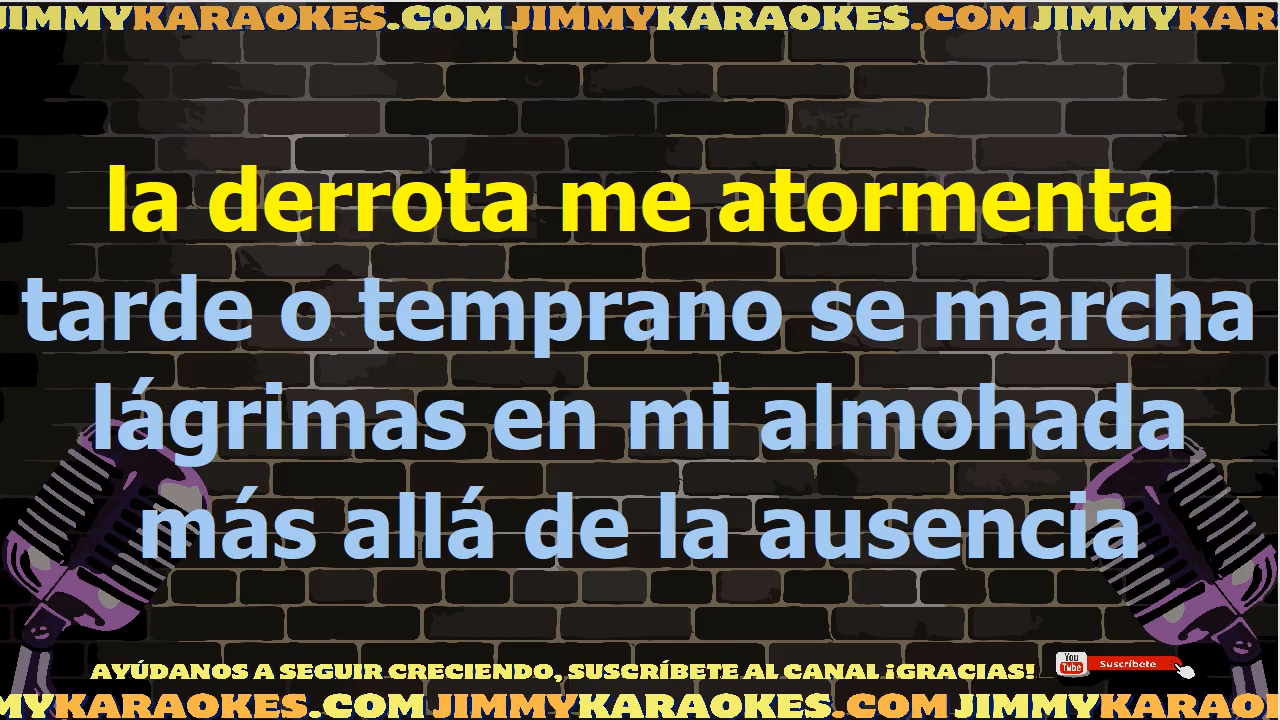 JIMMYKARAOKES.COM JIMMYKARAOKES.COM JIMMYKAR
la derrota me atormenta
tarde o temprano se marcha
lágrimas en mi almohada
más allá de la ausencia
AYÚDANOS A SEGUIR CRECIENDO, SUSCRÍBETE AL CANAL ¡GRACIAS!
You Tube Suscríbete
MYKARAOKES.COM JIMMYKARAOKES.COM JIMMYKARAO